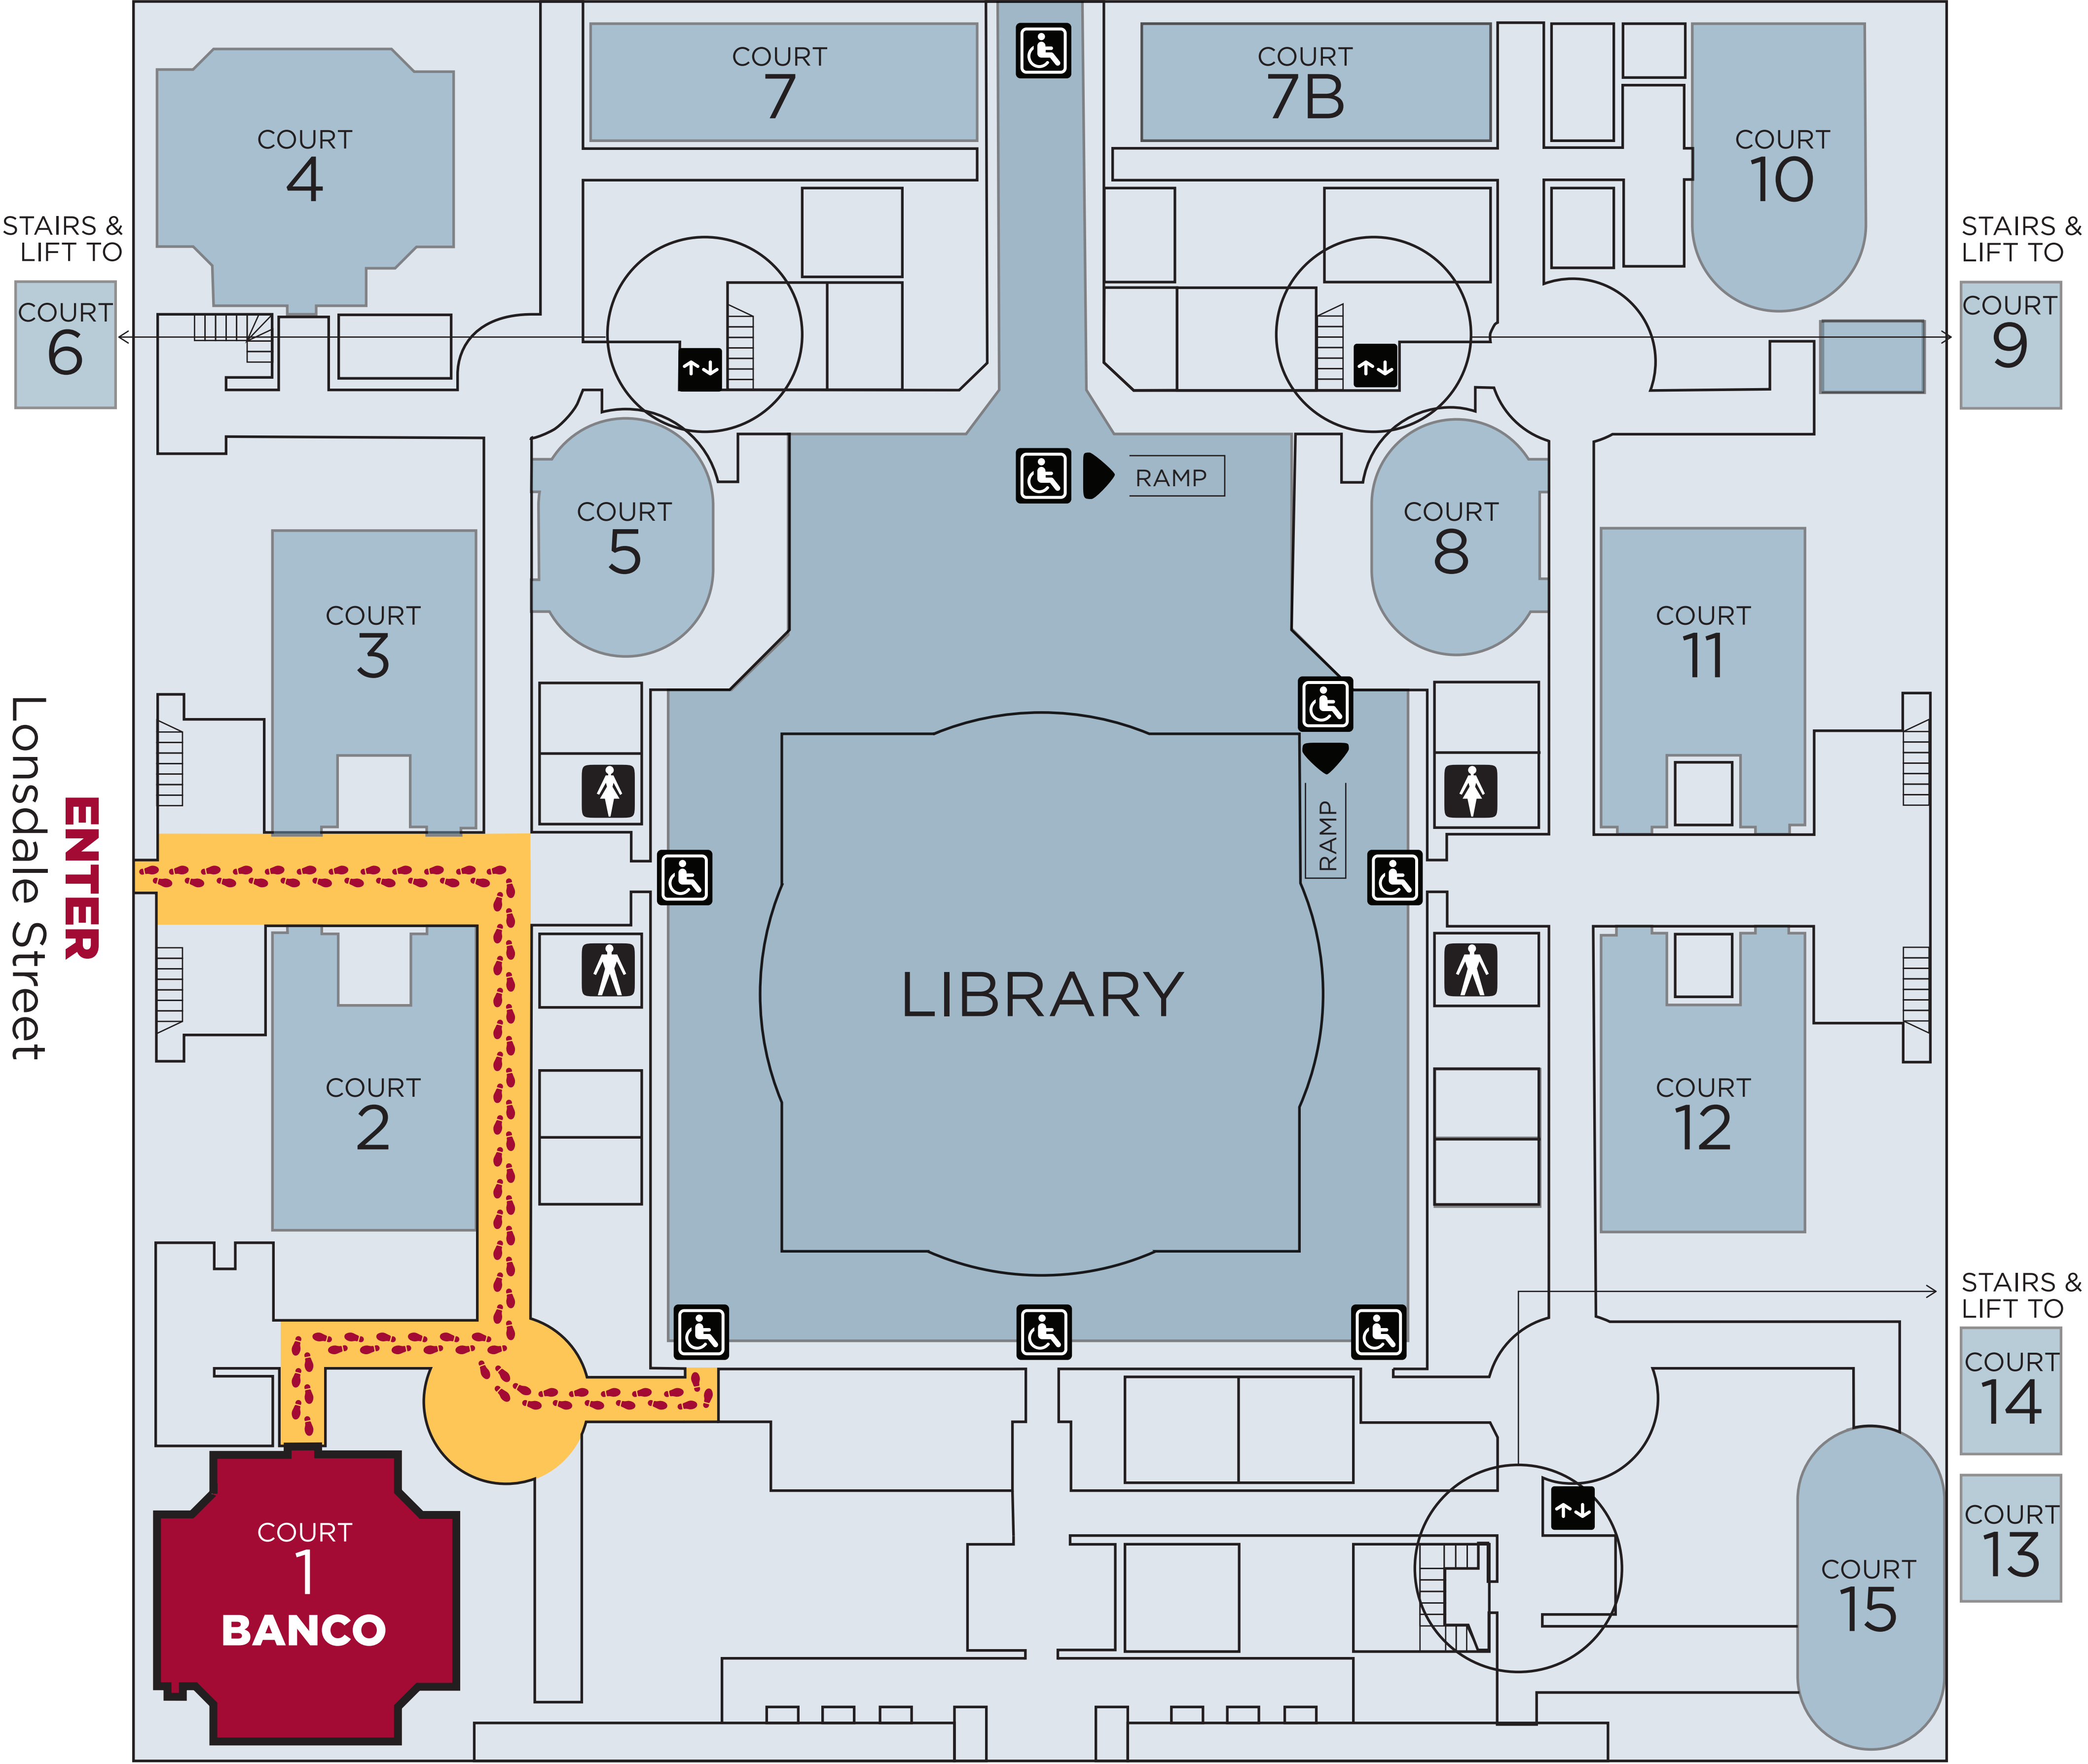 COURT
7
COURT
7B
COURT
4
COURT
10
STAIRS &
LIFT TO
COURT
6
STAIRS &
LIFT TO
COURT
9
RAMP
COURT
5
COURT
8
COURT
3
COURT
11
RAMP
ENTER
Lonsdale Street
LIBRARY
COURT
2
COURT
12
STAIRS &
LIFT TO
COURT
14
COURT
13
COURT
1
BANCO
COURT
15